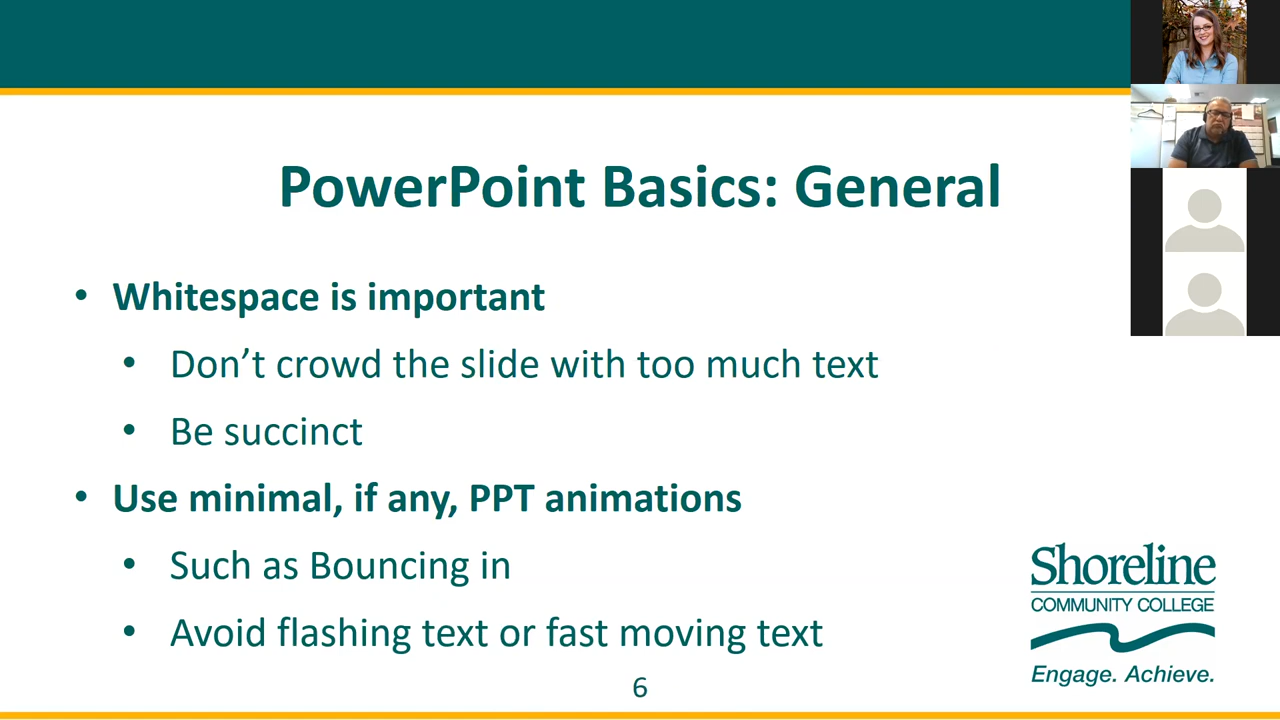 PowerPoint Basics: General
• Whitespace is important
• Don’t crowd the slide with too much text
• Be succinct
• Use minimal, if any, PPT animations
• Such as Bouncing in
• Avoid flashing text or fast moving text
Shoreline
COMMUNITY COLLEGE
Engage. Achieve.
6